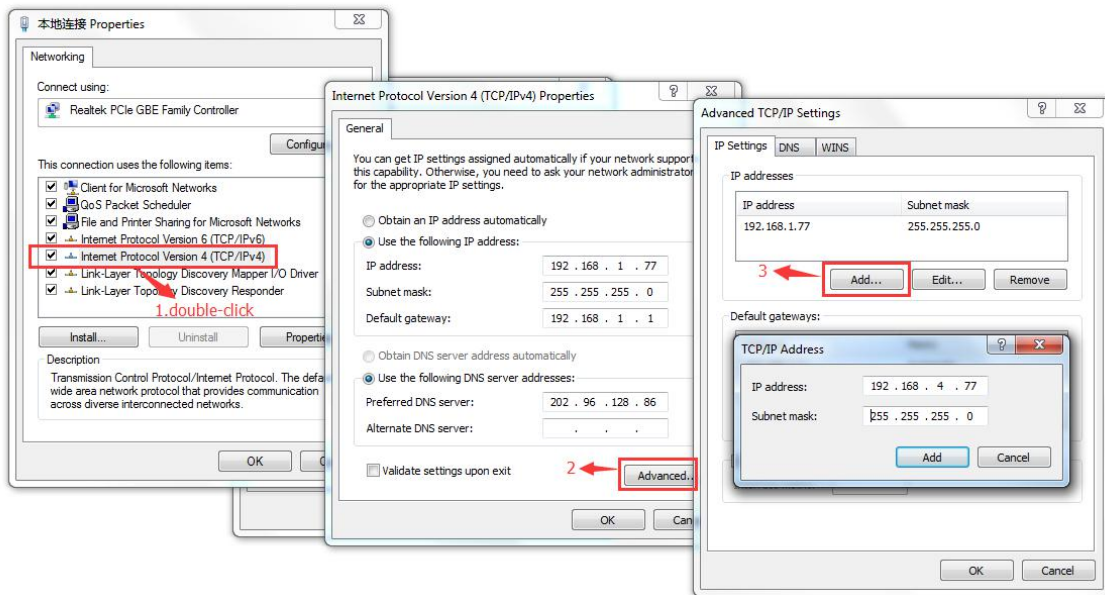 本地连接 Properties
Networking
Connect using:
Realtek PCIe GBE Family Controller
This connection uses the following items:
Client for Microsoft Networks
QoS Packet Scheduler
File and Printer Sharing for Microsoft Networks
Internet Protocol Version 6 (TCP/IPv6)
Internet Protocol Version 4 (TCP/IPv4)
Link-Layer Topology Discovery Mapper I/O Driver
Link-Layer Topology Discovery Responder
1.double-click
Install...
Uninstall
Description
Transmission Control Protocol/Internet Protocol. The
wide area network protocol that provides communication
across diverse interconnected networks.
OK
Internet Protocol Version 4 (TCP/IPv4) Properties
General
You can get IP settings assigned automatically if your network support
this capability. Otherwise, you need to ask your network administrator
for the appropriate IP settings.
Obtain an IP address automatically
Use the following IP address:
IP address: 192 . 168 . 1 . 77
Subnet mask: 255 . 255 . 255 . 0
Default gateway: 192 . 168 . 1 . 1
Obtain DNS server address automatically
Use the following DNS server addresses:
Preferred DNS server: 202 . 96 . 128 . 86
Alternate DNS server: . . .
Validate settings upon exit
2
Advanced..
OK
Advanced TCP/IP Settings
IP Settings DNS WINS
IP addresses
IP address Subnet mask
192.168.1.77 255.255.255.0
3
Add... Edit... Remove
Default gateways:
TCP/IP Address
IP address: 192 . 168 . 4 . 77
Subnet mask: 255 . 255 . 255 . 0
Add Cancel
OK Cancel